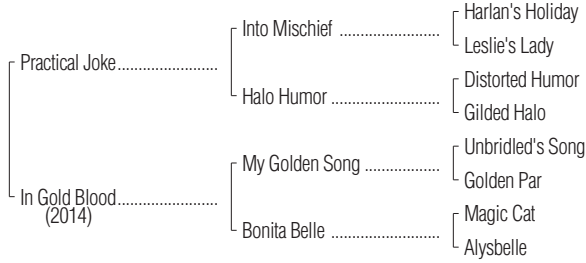 Harlan's Holiday
Into Mischief
Leslie's Lady
Practical Joke
Distorted Humor
Halo Humor
Gilded Halo
Unbridled's Song
My Golden Song
Golden Par
In Gold Blood
(2014)
Magic Cat
Bonita Belle
Alysbelle